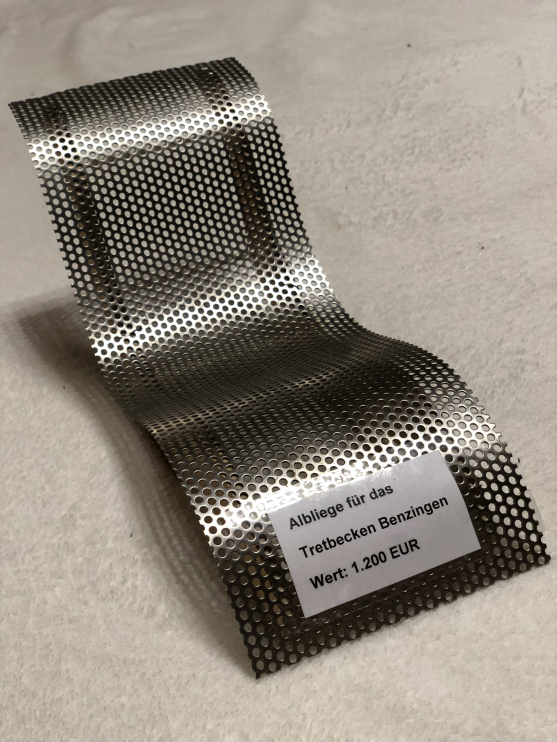 Albliege für das
Tretbecken Benzingen
Wert: 1.200 EUR